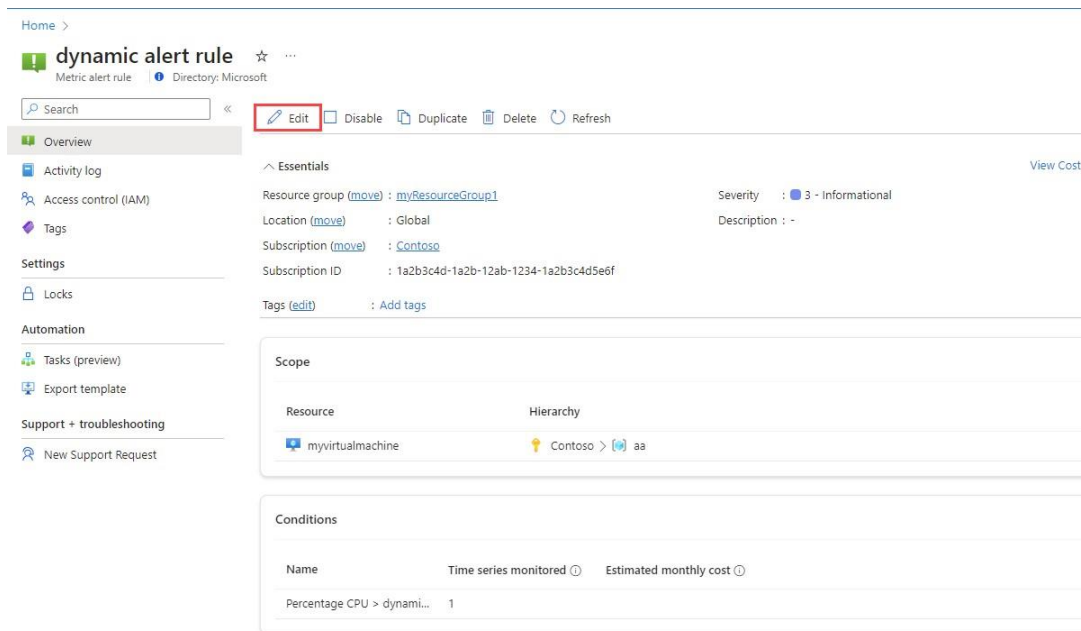 Home >
dynamic alert rule ☆ ...
Metric alert rule | Directory: Microsoft
Search «
Edit Disable Duplicate Delete Refresh
Overview
Activity log
Access control (IAM)
Tags
Settings
Locks
Automation
Tasks (preview)
Export template
Support + troubleshooting
New Support Request
Essentials
View Cost
Resource group (move) : myResourceGroup1
Location (move) : Global
Subscription (move) : Contoso
Subscription ID : 1a2b3c4d-1a2b-12ab-1234-1a2b3c4d5e6f
Tags (edit) : Add tags
Severity : 3 - Informational
Description : -
Scope
Resource Hierarchy
myvirtualmachine Contoso > aa
Conditions
Name Time series monitored Estimated monthly cost
Percentage CPU > dynami... 1